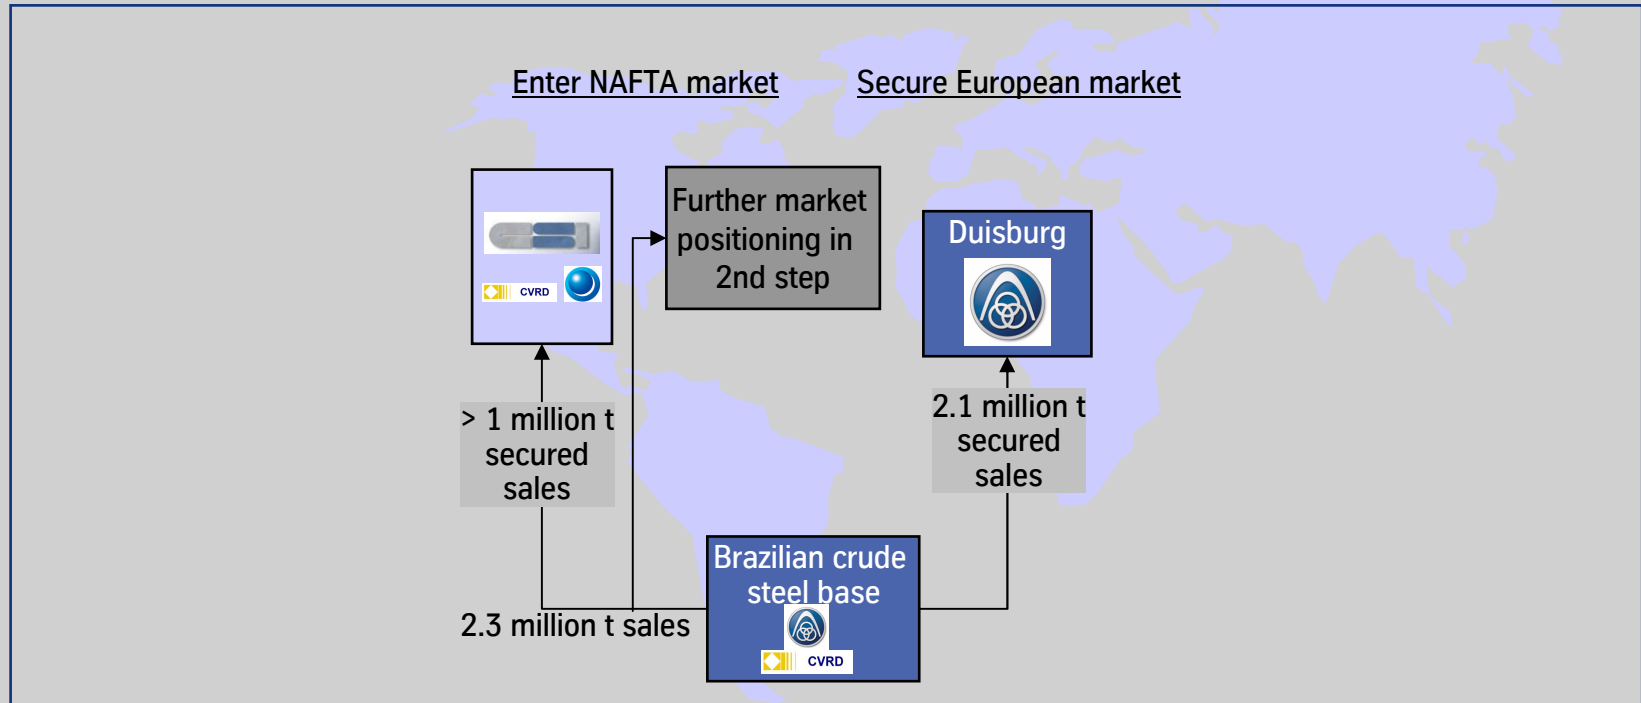 Enter NAFTA market
Secure European market
Further market
positioning in
2nd step
Duisburg
CVRD
> 1 million t
secured
sales
2.1 million t
secured
sales
Brazilian crude
steel base
2.3 million t sales
CVRD